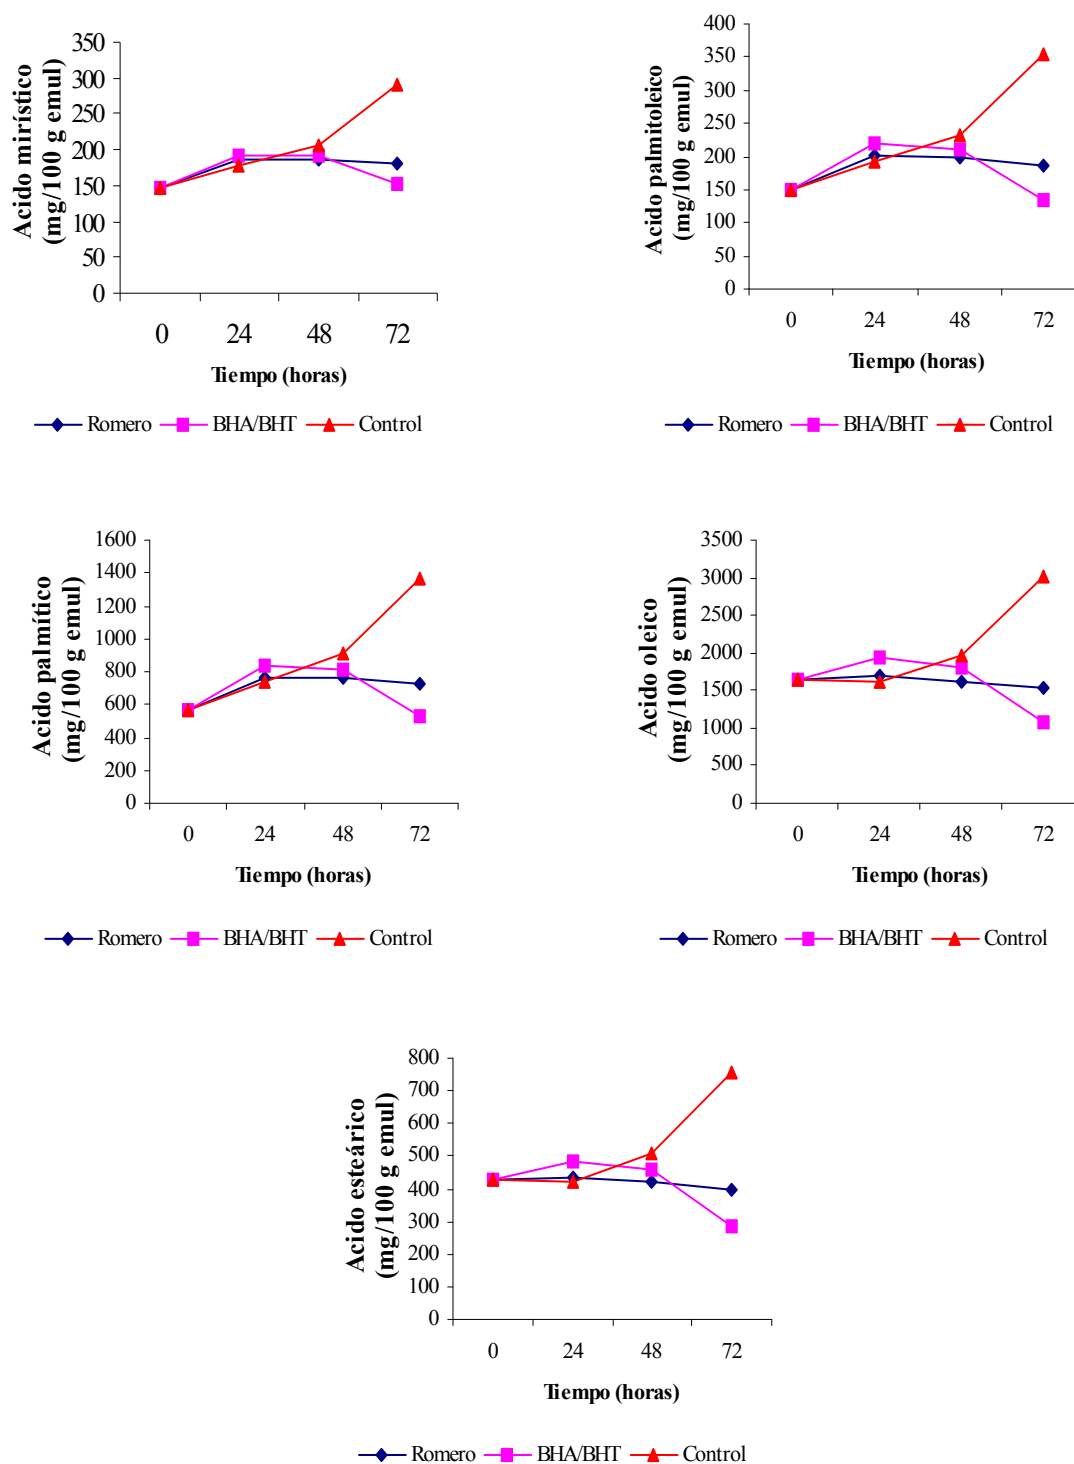 Acido mirístico
(mg/100 g emul)
350
300
250
200
150
100
50
0
0 24 48 72
Tiempo (horas)
Romero BHA/BHT Control
Acido palmitoleico
(mg/100 g emul)
400
350
300
250
200
150
100
50
0
0 24 48 72
Tiempo (horas)
Romero BHA/BHT Control
Acido palmítico
(mg/100 g emul)
1600
1400
1200
1000
800
600
400
200
0
0 24 48 72
Tiempo (horas)
Romero BHA/BHT Control
Acido oleico
(mg/100 g emul)
3500
3000
2500
2000
1500
1000
500
0
0 24 48 72
Tiempo (horas)
Romero BHA/BHT Control
Acido esteárico
(mg/100 g emul)
800
700
600
500
400
300
200
100
0
0 24 48 72
Tiempo (horas)
Romero BHA/BHT Control